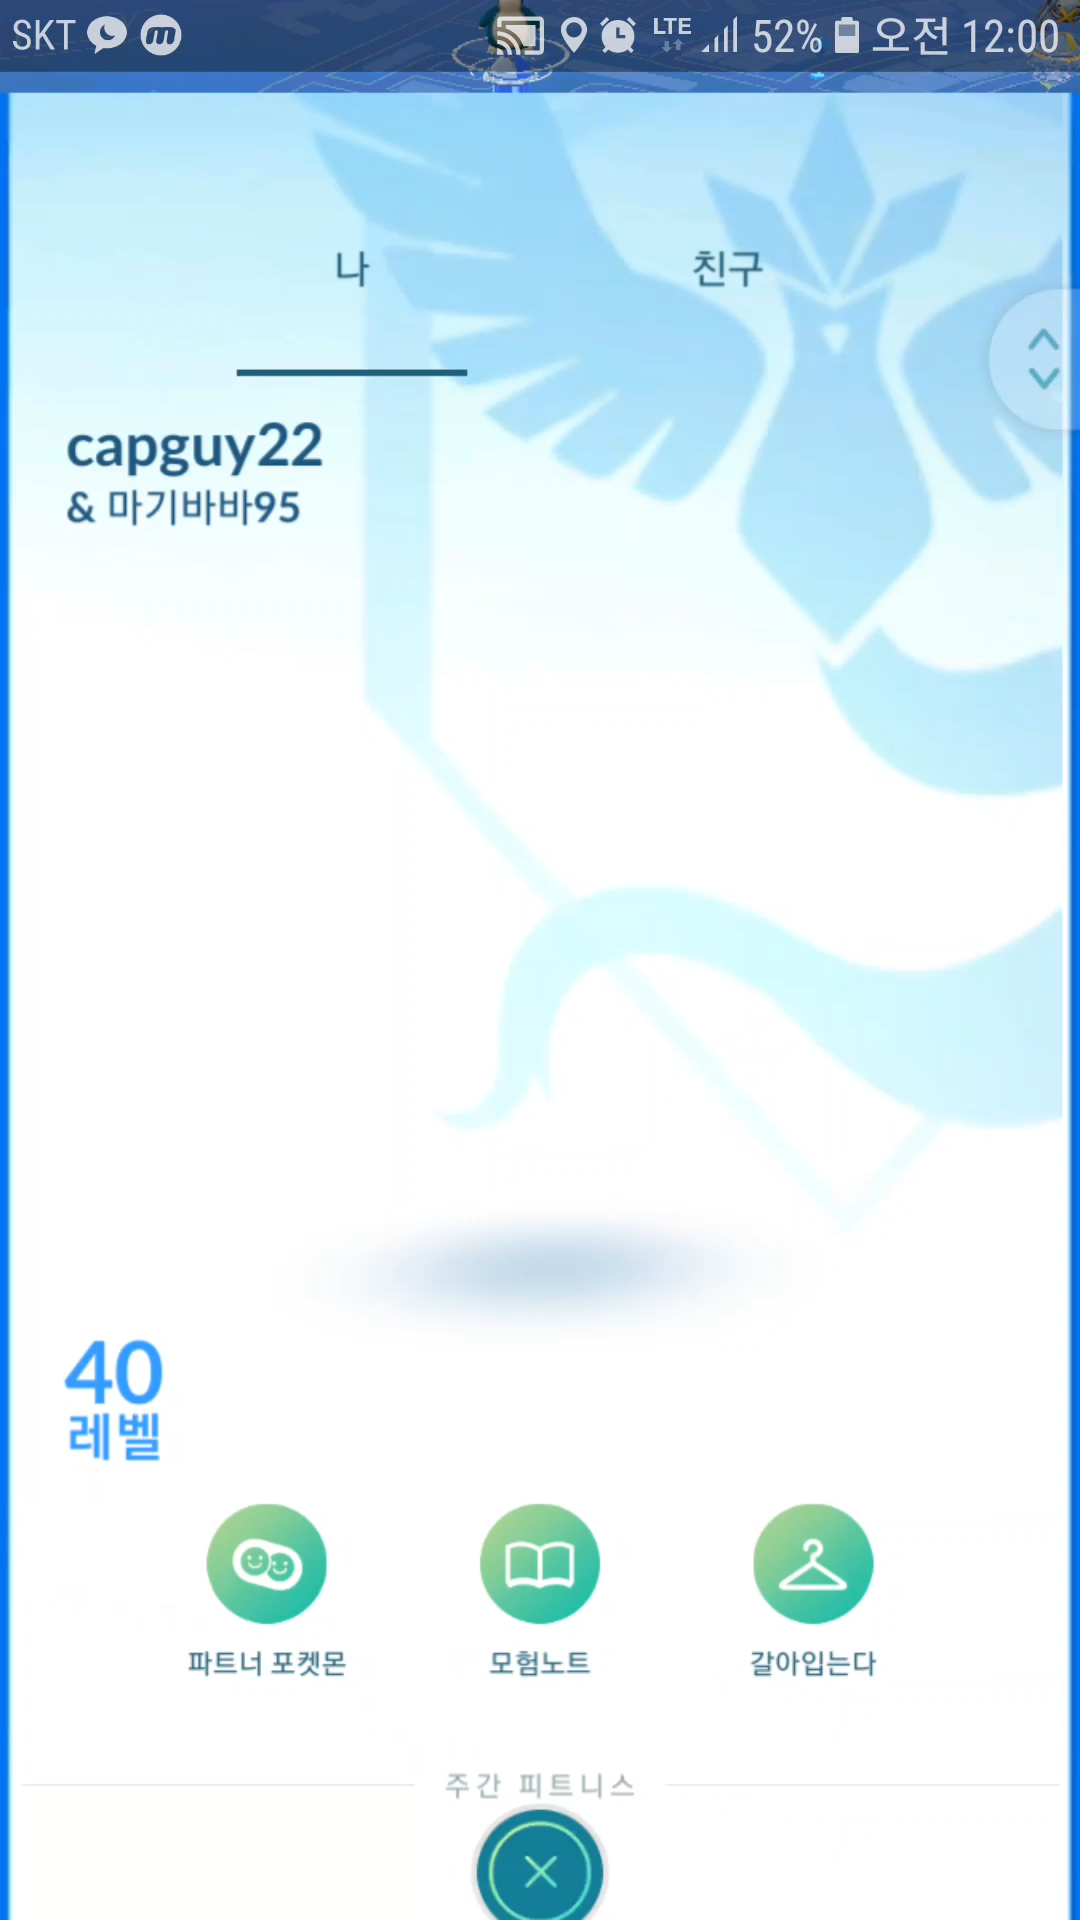 SKT LTE 52% 오전 12:00
나 친구
capguy22
& 마기바바95
40
레벨
파트너 포켓몬 모험노트 갈아입는다
주간 피트니스